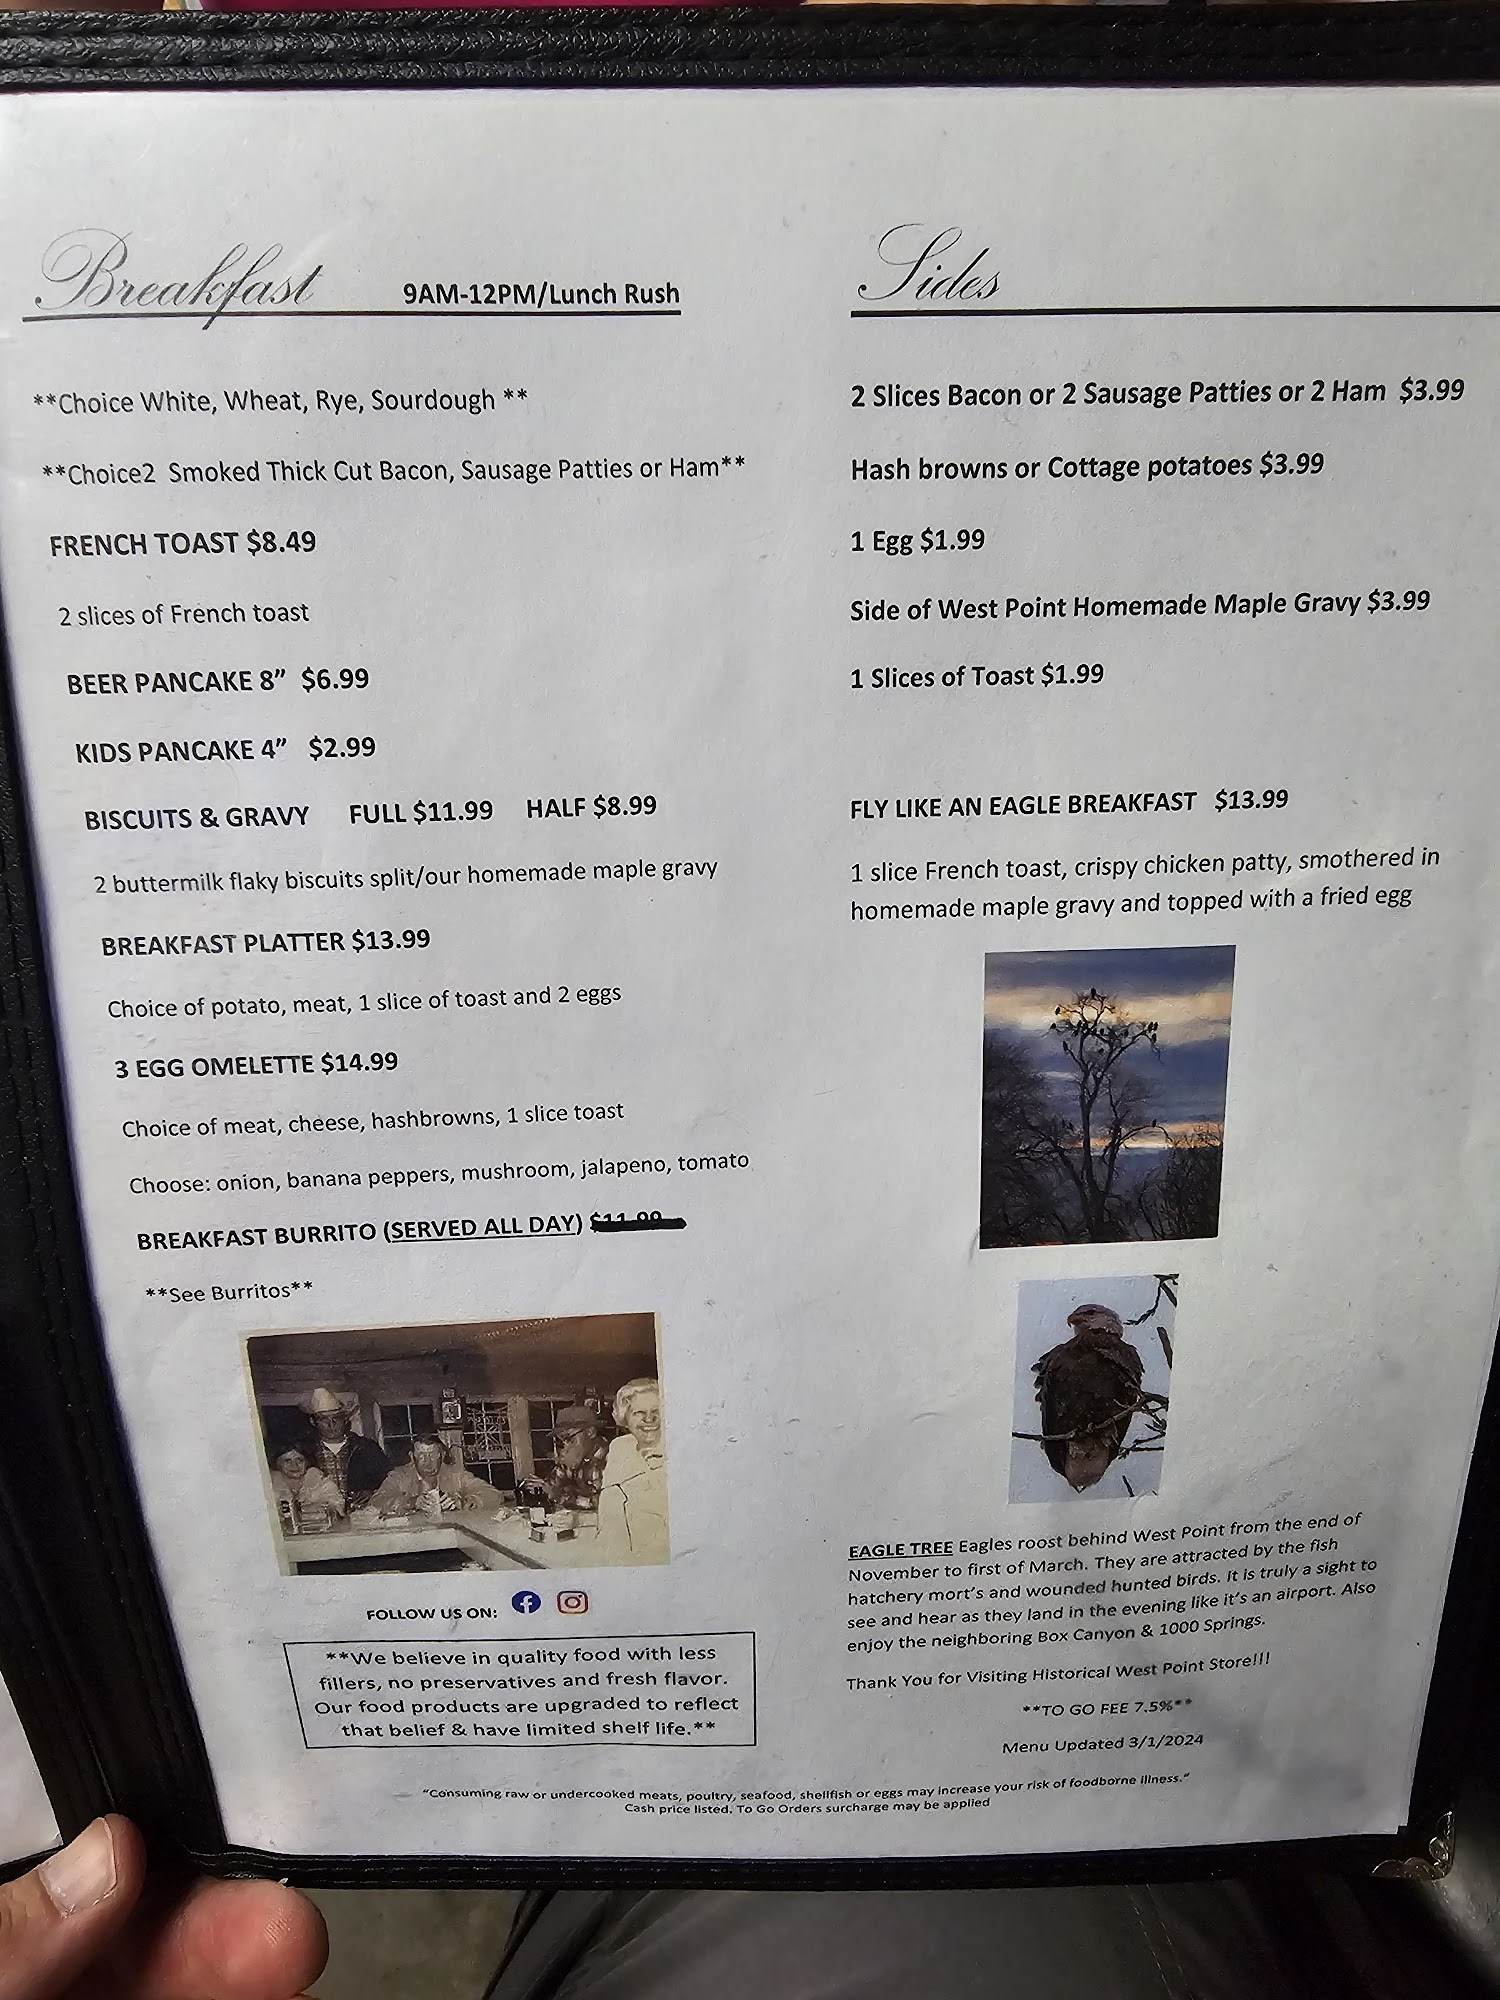 Breakfast 9AM-12PM/Lunch Rush
**Choice White, Wheat, Rye, Sourdough **
**Choice2 Smoked Thick Cut Bacon, Sausage Patties or Ham**
FRENCH TOAST $8.49
2 slices of French toast
BEER PANCAKE 8” $6.99
KIDS PANCAKE 4” $2.99
BISCUITS & GRAVY FULL $11.99 HALF $8.99
2 buttermilk flaky biscuits split/our homemade maple gravy
BREAKFAST PLATTER $13.99
Choice of potato, meat, 1 slice of toast and 2 eggs
3 EGG OMELETTE $14.99
Choice of meat, cheese, hashbrowns, 1 slice toast
Choose: onion, banana peppers, mushroom, jalapeno, tomato
BREAKFAST BURRITO (SERVED ALL DAY) $11.99
**See Burritos**
FOLLOW US ON:
**We believe in quality food with less
fillers, no preservatives and fresh flavor.
Our food products are upgraded to reflect
that belief & have limited shelf life.**
Sides
2 Slices Bacon or 2 Sausage Patties or 2 Ham $3.99
Hash browns or Cottage potatoes $3.99
1 Egg $1.99
Side of West Point Homemade Maple Gravy $3.99
1 Slices of Toast $1.99
FLY LIKE AN EAGLE BREAKFAST $13.99
1 slice French toast, crispy chicken patty, smothered in
homemade maple gravy and topped with a fried egg
EAGLE TREE Eagles roost behind West Point from the end of
November to first of March. They are attracted by the fish
hatchery mort’s and wounded hunted birds. It is truly a sight to
see and hear as they land in the evening like it’s an airport. Also
enjoy the neighboring Box Canyon & 1000 Springs.
Thank You for Visiting Historical West Point Store!!!
**TO GO FEE 7.5%**
Menu Updated 3/1/2024
“Consuming raw or undercooked meats, poultry, seafood, shellfish or eggs may increase your risk of foodborne illness.”
Cash price listed. To Go Orders surcharge may be applied